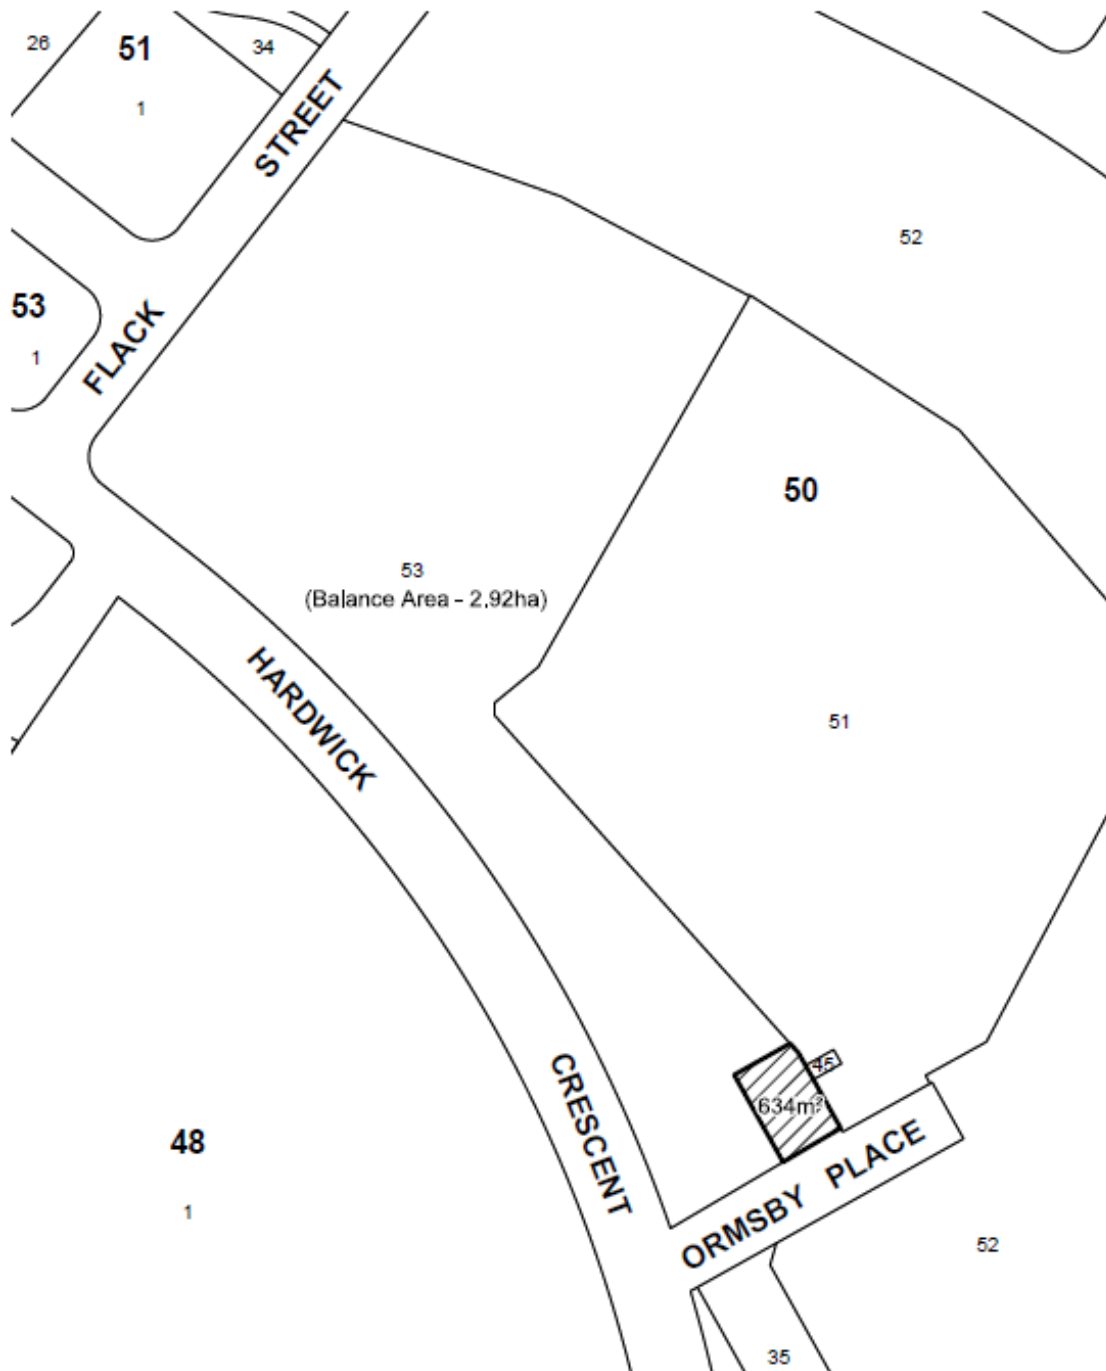 26
51
34
1
STREET
52
53
1
FLACK
50
53
(Balance Area - 2.92ha)
HARDWICK
51
45
634m²
CRESCENT
48
ORMSBY PLACE
1
52
35